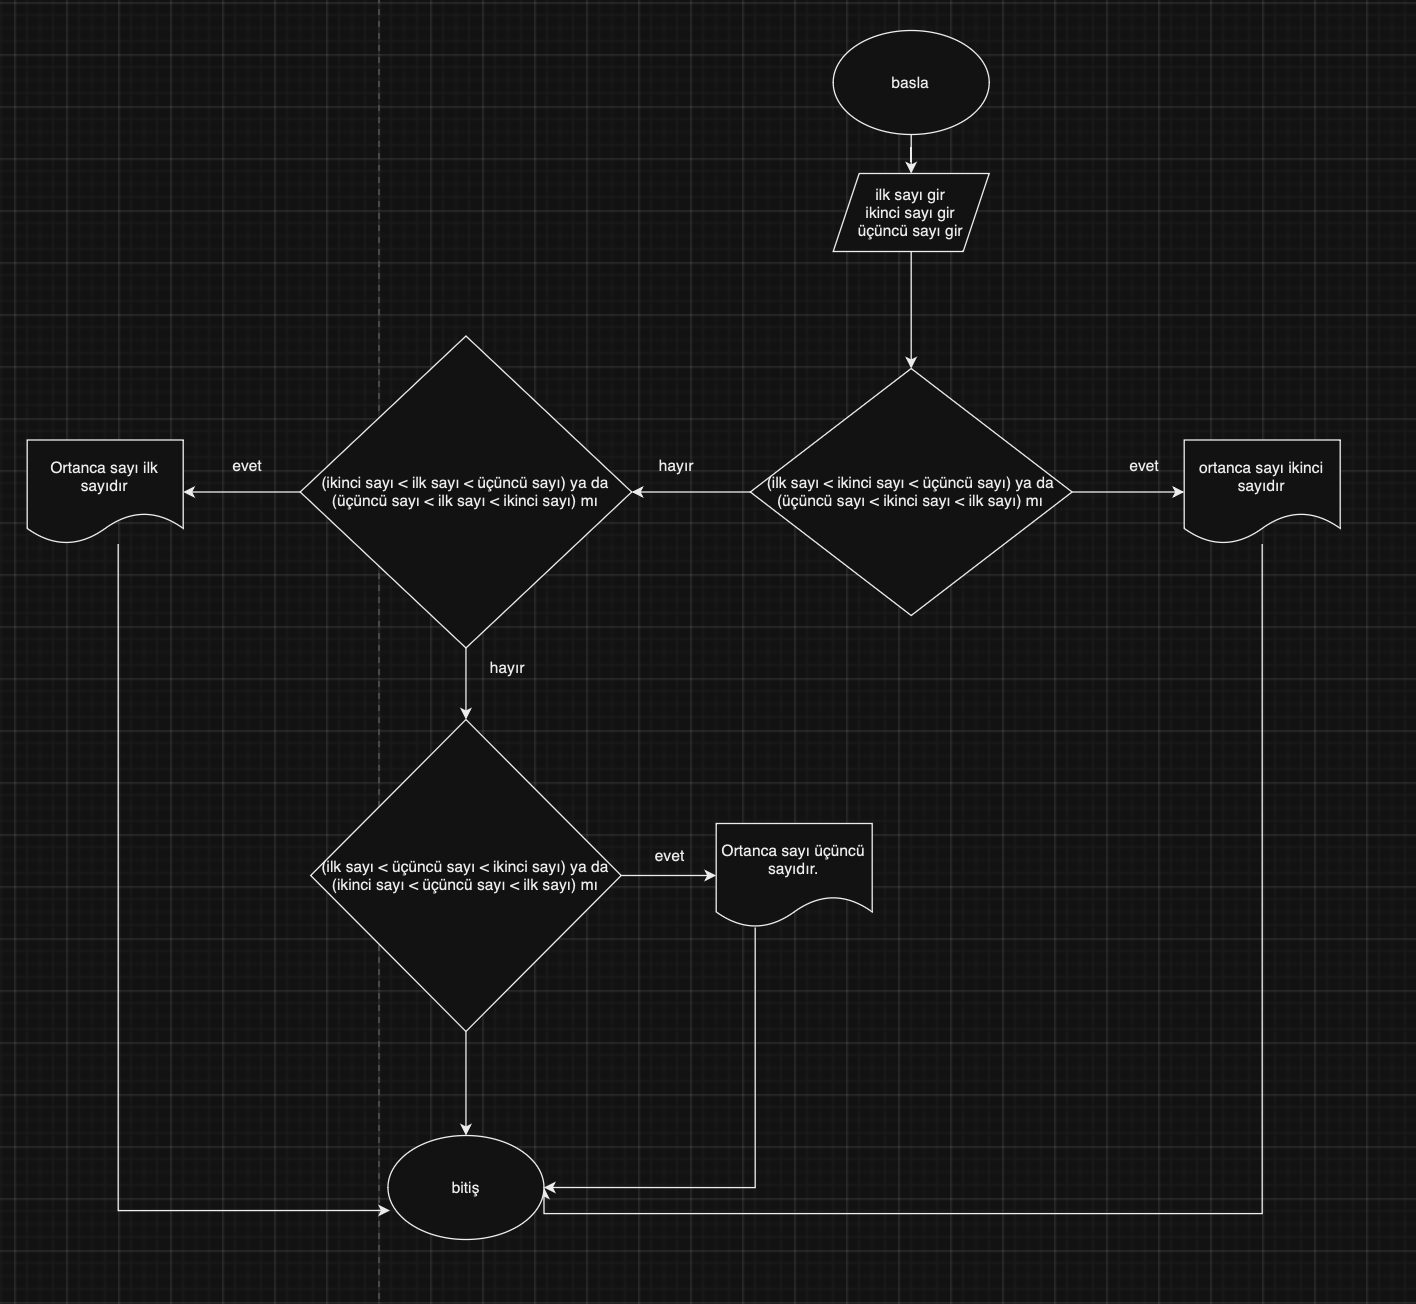 basla
ilk sayı gir
ikinci sayı gir
üçüncü sayı gir
(ilk sayı < ikinci sayı < üçüncü sayı) ya da
(üçüncü sayı < ikinci sayı < ilk sayı) mı
evet
ortanca sayı ikinci
sayıdır
hayır
(ikinci sayı < ilk sayı < üçüncü sayı) ya da
(üçüncü sayı < ilk sayı < ikinci sayı) mı
evet
Ortanca sayı ilk
sayıdır
hayır
(ilk sayı < üçüncü sayı < ikinci sayı) ya da
(ikinci sayı < üçüncü sayı < ilk sayı) mı
evet
Ortanca sayı üçüncü
sayıdır.
bitiş